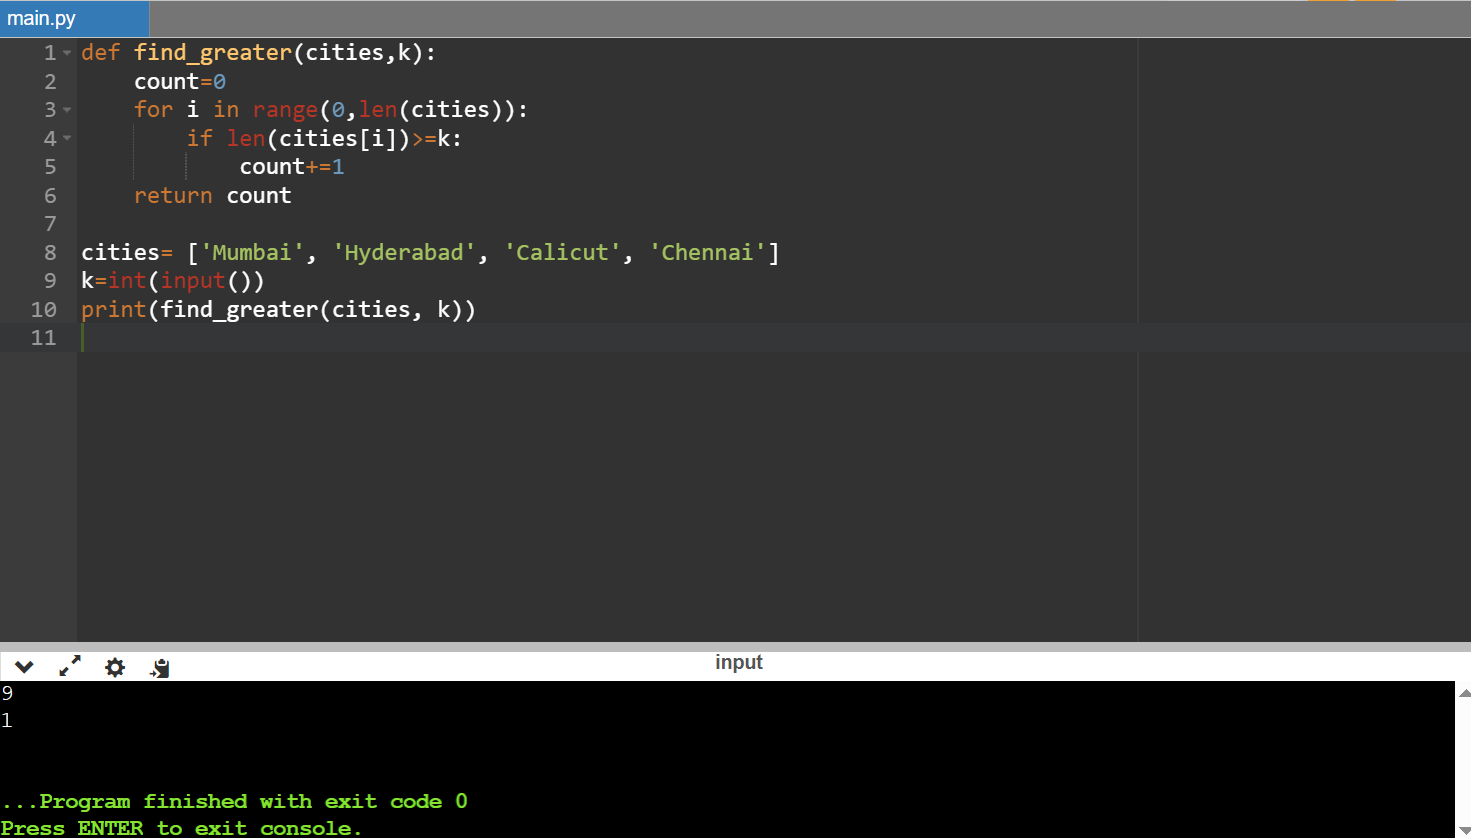 main.py
1 def find_greater(cities,k):
2     count=0
3     for i in range(0,len(cities)):
4         if len(cities[i])>=k:
5             count+=1
6     return count
7
8 cities= ['Mumbai', 'Hyderabad', 'Calicut', 'Chennai']
9 k=int(input())
10 print(find_greater(cities, k))
11
input
9
1
...Program finished with exit code 0
Press ENTER to exit console.